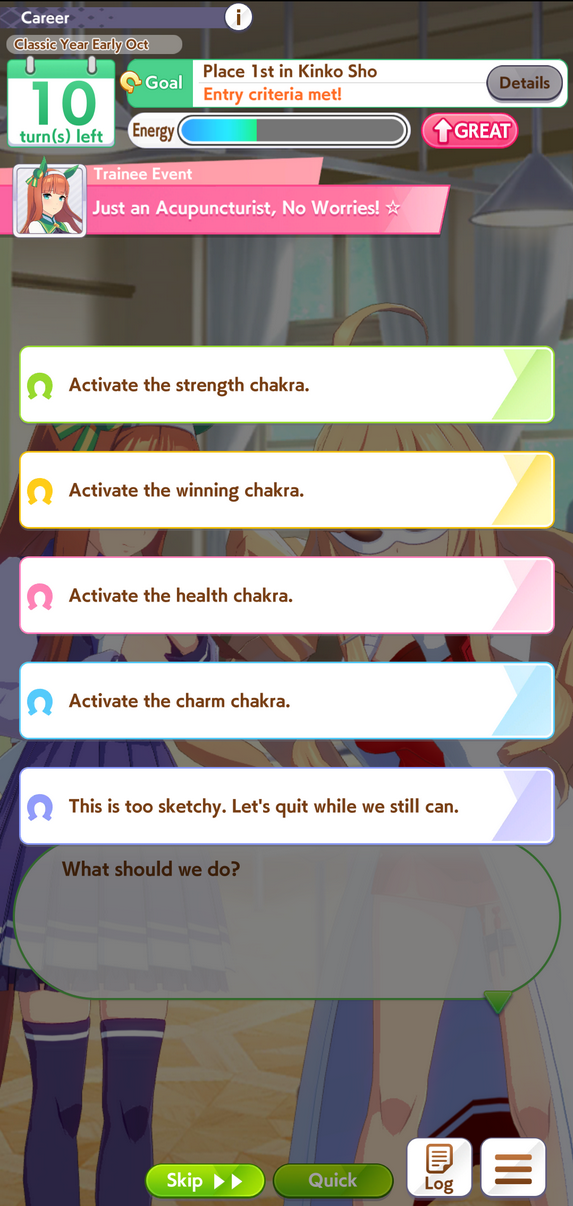 Career
i
Classic Year Early Oct
10
turn(s) left
Goal
Place 1st in Kinko Sho
Entry criteria met!
Details
Energy
GREAT
Trainee Event
Just an Acupuncturist, No Worries! ☆
Activate the strength chakra.
Activate the winning chakra.
Activate the health chakra.
Activate the charm chakra.
This is too sketchy. Let's quit while we still can.
What should we do?
Skip
Quick
Log